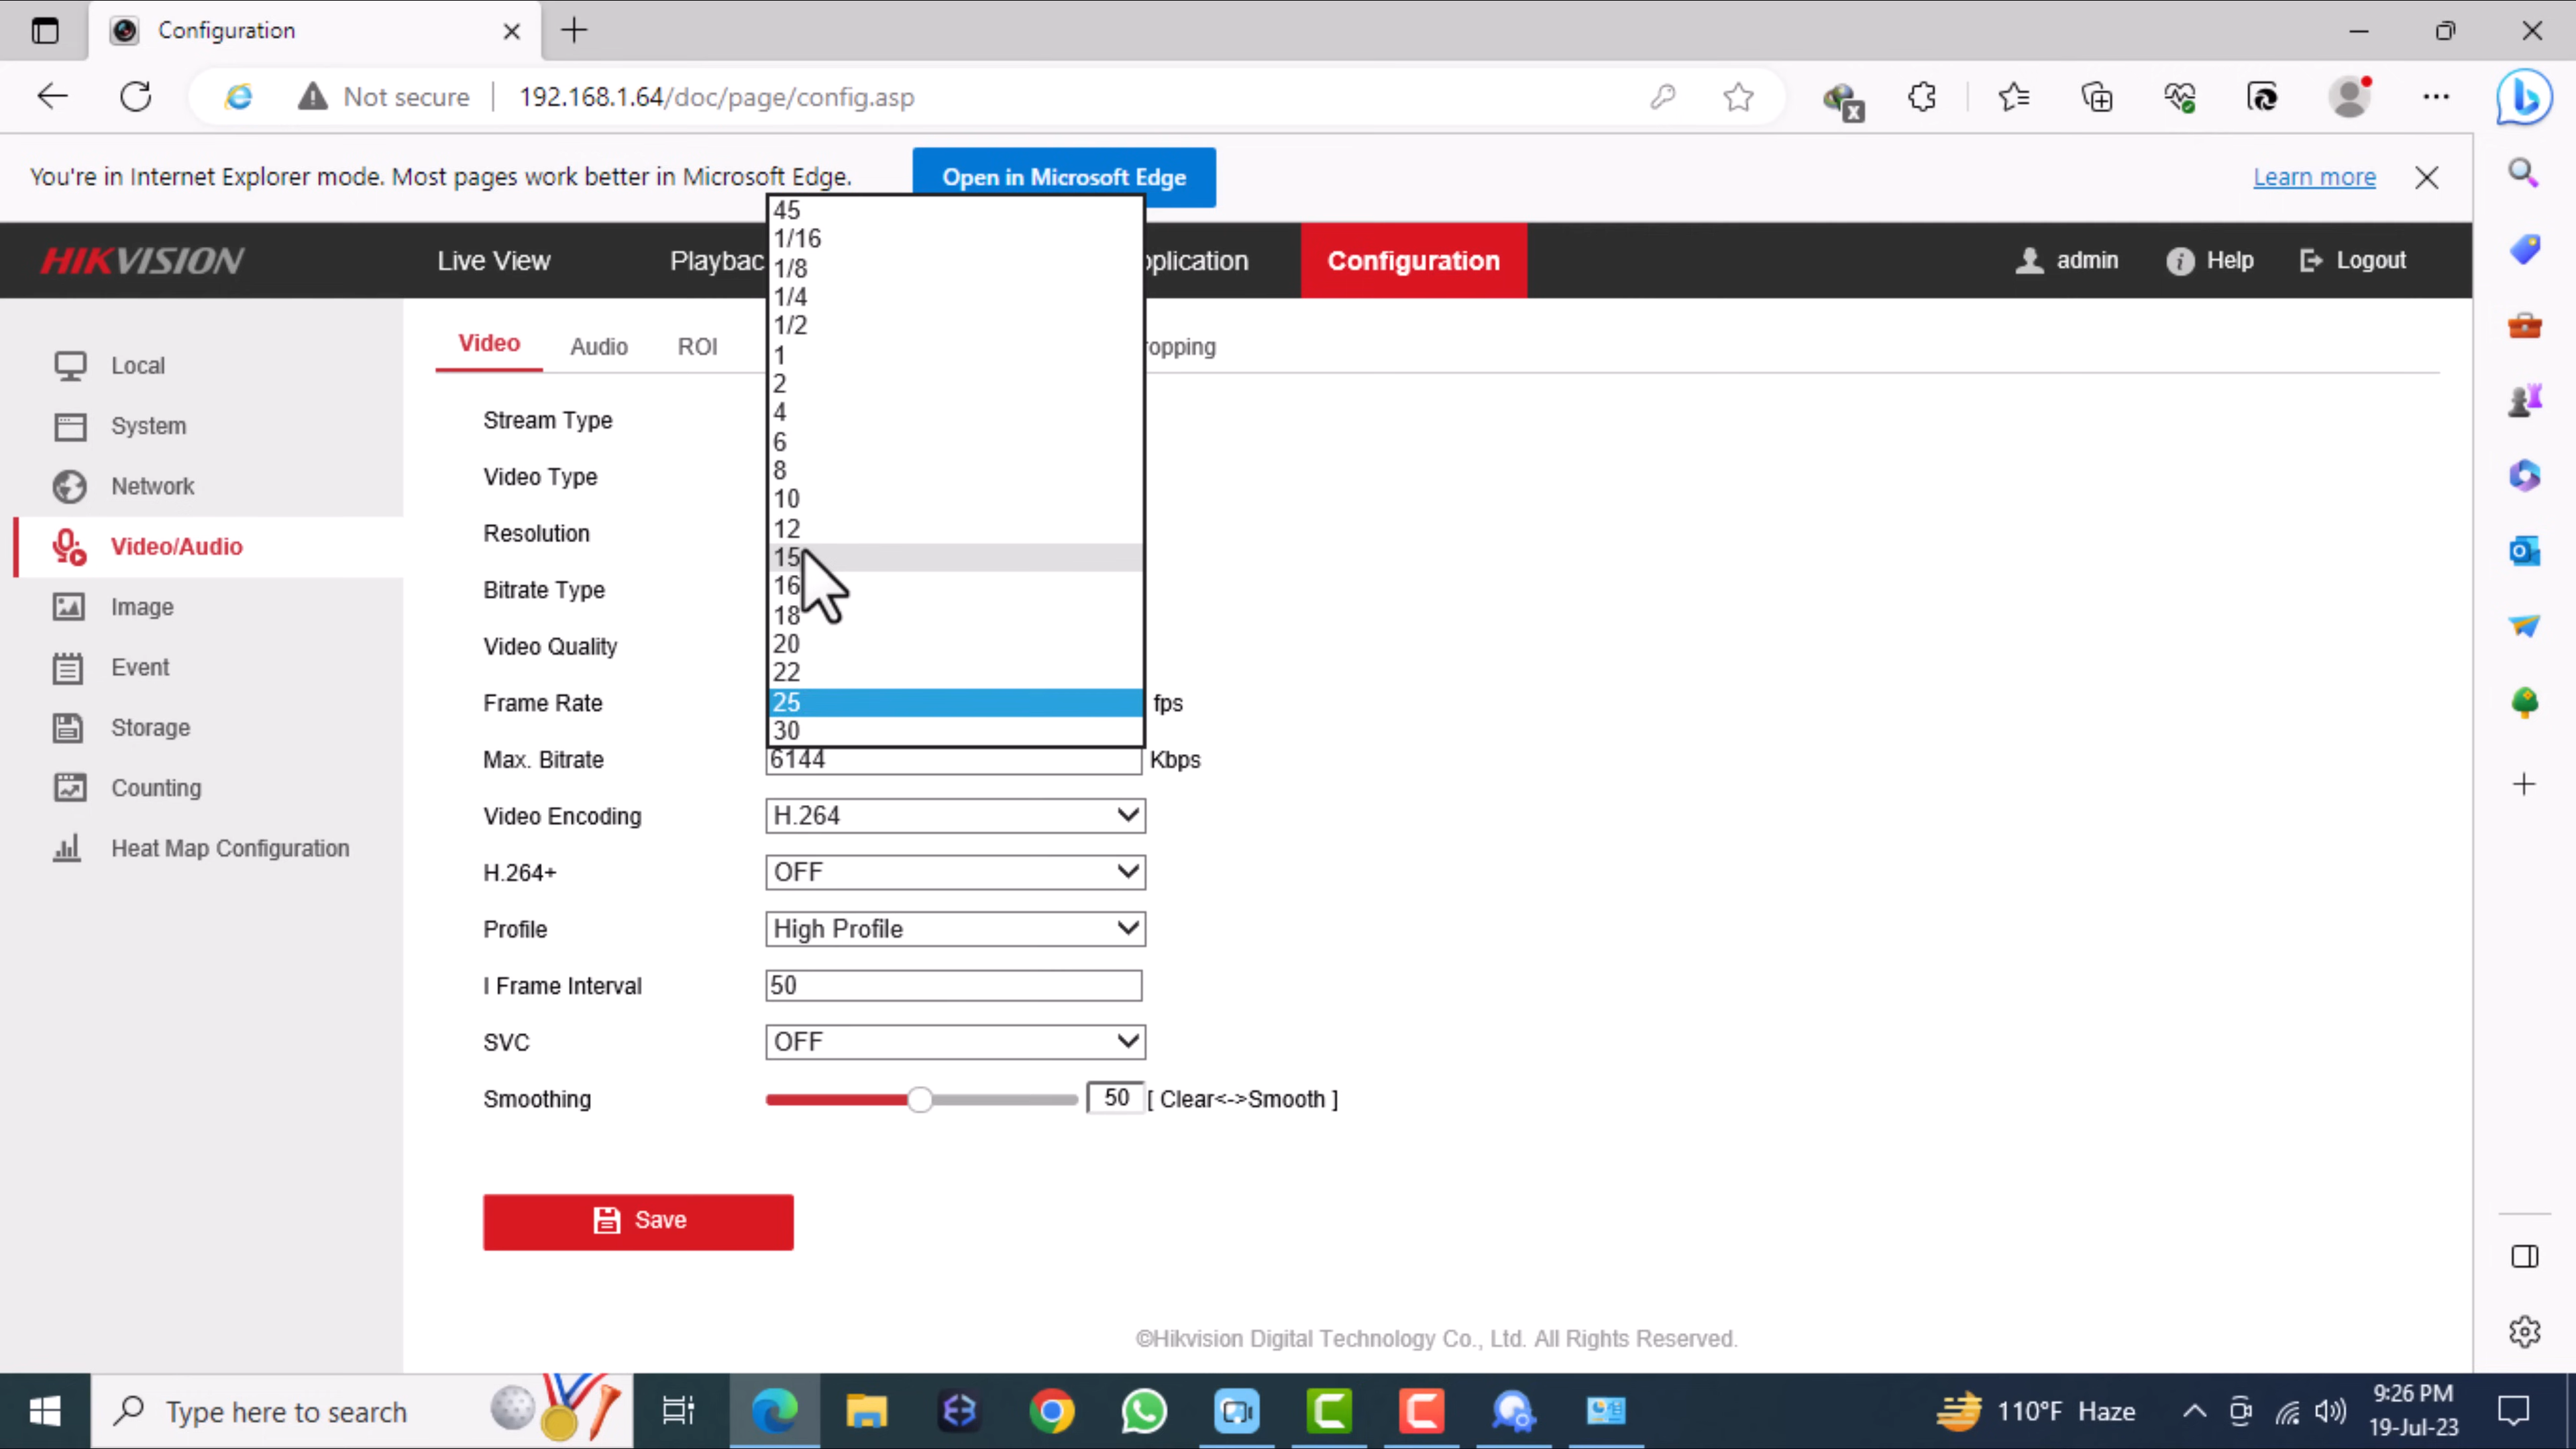 Configuration
Not secure 192.168.1.64/doc/page/config.asp
You're in Internet Explorer mode. Most pages work better in Microsoft Edge. Open in Microsoft Edge Learn more
HIKVISION Live View Playbac pplication Configuration admin Help Logout
Local
System
Network
Video/Audio
Image
Event
Storage
Counting
Heat Map Configuration
Video Audio ROI ropping
Stream Type
Video Type
Resolution
Bitrate Type
Video Quality
Frame Rate fps
45
1/16
1/8
1/4
1/2
1
2
4
6
8
10
12
15
16
18
20
22
25
30
Max. Bitrate 6144 Kbps
Video Encoding H.264
H.264+ OFF
Profile High Profile
I Frame Interval 50
SVC OFF
Smoothing 50 [ Clear<->Smooth ]
Save
©Hikvision Digital Technology Co., Ltd. All Rights Reserved.
Type here to search 110°F Haze 9:26 PM
19-Jul-23